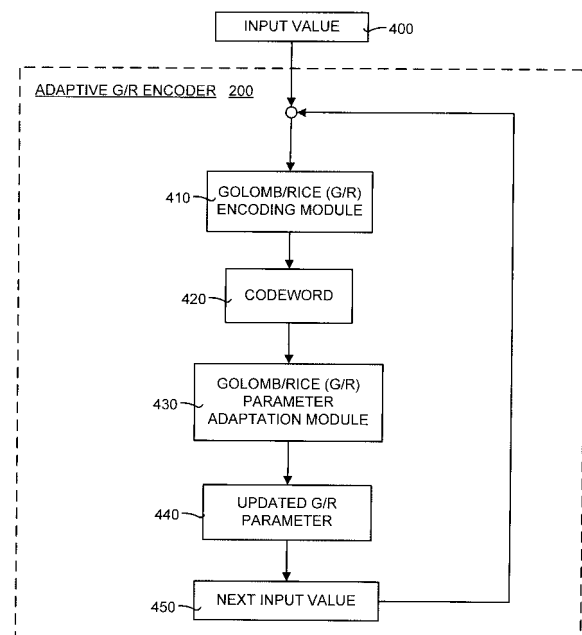 INPUT VALUE
400
ADAPTIVE G/R ENCODER 200
410
GOLOMB/RICE (G/R)
ENCODING MODULE
420
CODEWORD
430
GOLOMB/RICE (G/R)
PARAMETER
ADAPTATION MODULE
440
UPDATED G/R
PARAMETER
450
NEXT INPUT VALUE